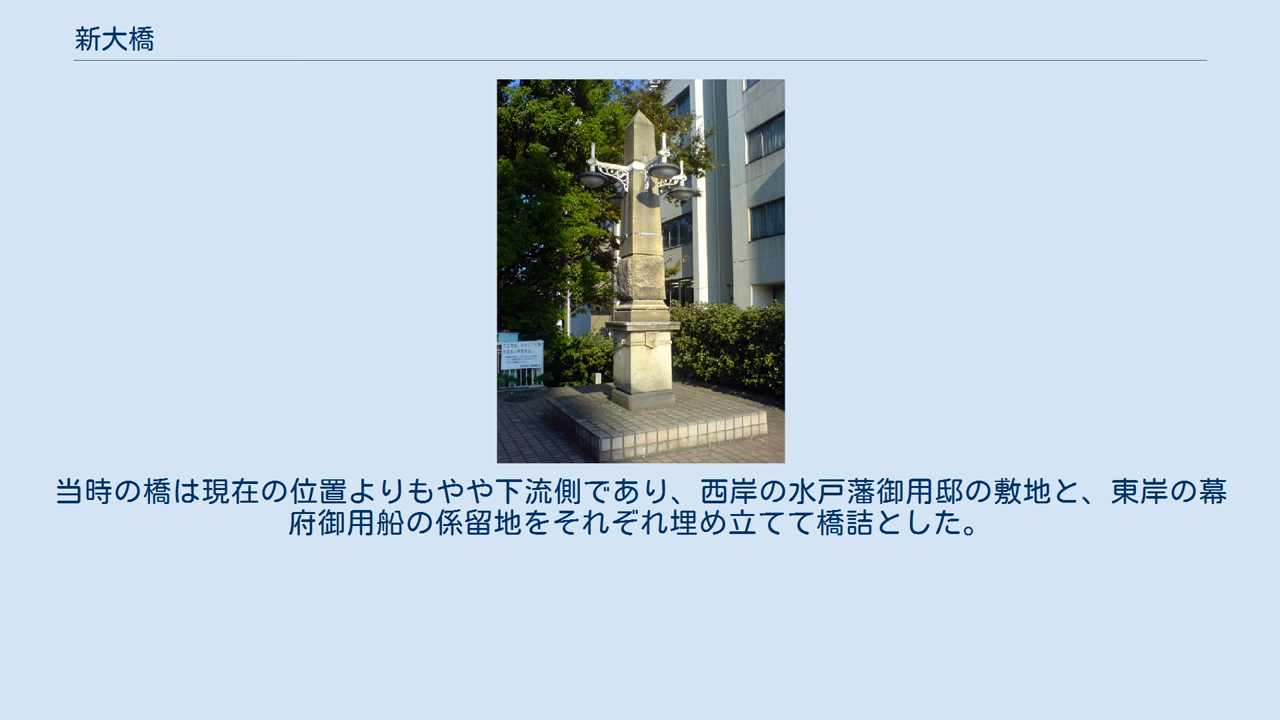 新大橋
当時の橋は現在の位置よりもやや下流側であり、西岸の水戸藩御用邸の敷地と、東岸の幕
府御用船の係留地をそれぞれ埋め立てて橋詰とした。